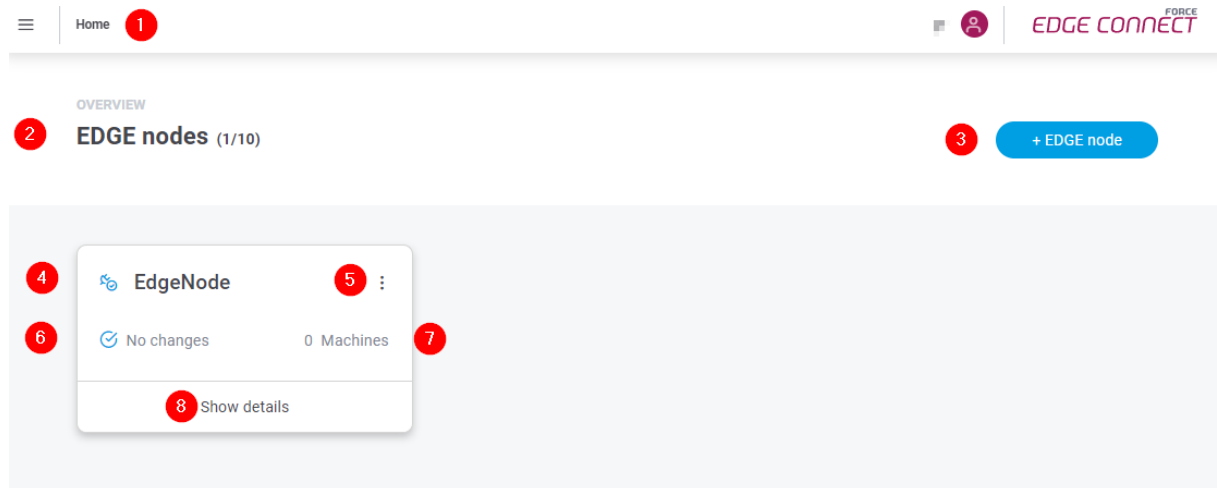 Home 1
FORCE
EDGE CONNECT
OVERVIEW
2 EDGE nodes (1/10)
3 + EDGE node
4 EdgeNode 5
6 No changes 0 Machines 7
8 Show details